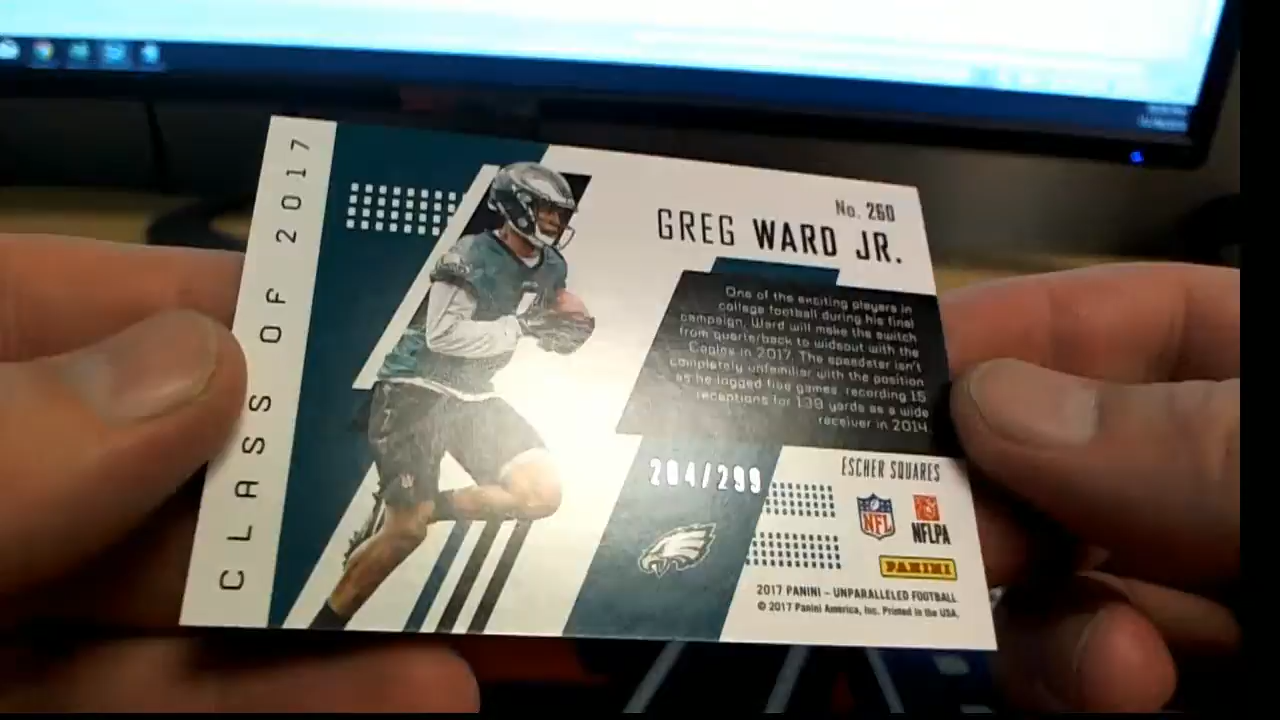 CLASS OF 2017
No. 260
GREG WARD JR.
One of the exciting players in
college football during his final
campaign, Ward will make the switch
from quarterback to wideout with the
Eagles in 2017. The speedster isn't
completely unfamiliar with the position
as he logged five games, recording 15
receptions for 139 yards as a wide
receiver in 2014.
204/299
ESCHER SQUARES
NFL
NFLPA
PANINI
2017 PANINI – UNPARALLELED FOOTBALL
© 2017 Panini America, Inc. Printed in the USA.